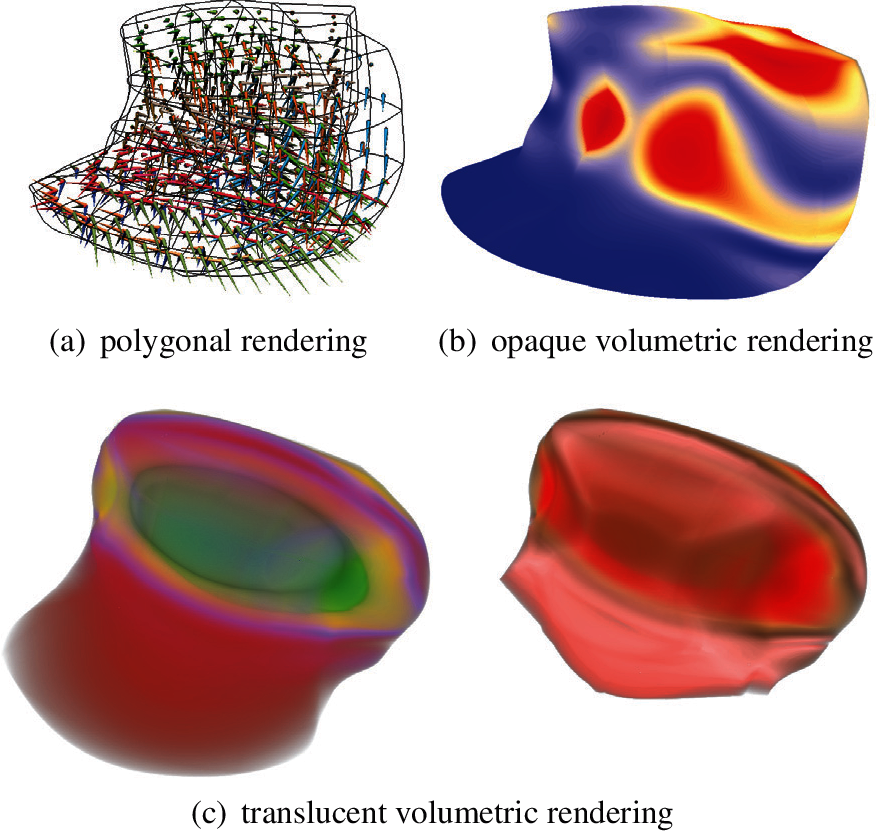 (a) polygonal rendering
(b) opaque volumetric rendering
(c) translucent volumetric rendering